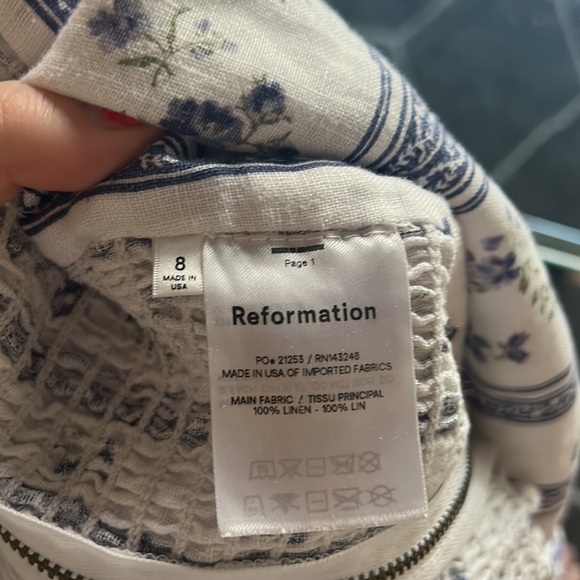 8
MADE IN
USA
Page 1
Reformation
PO# 21253 / RN143248
MADE IN USA OF IMPORTED FABRICS
MAIN FABRIC / TISSU PRINCIPAL
100% LINEN - 100% LIN